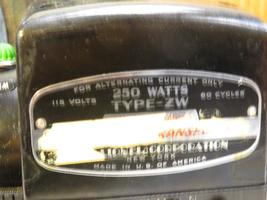 FOR ALTERNATING CURRENT ONLY
250 WATTS
115 VOLTS 60 CYCLES
TYPE-ZW
TRANSF
LIONEL CORPORATION
NEW YORK
MADE IN U. S. OF AMERICA